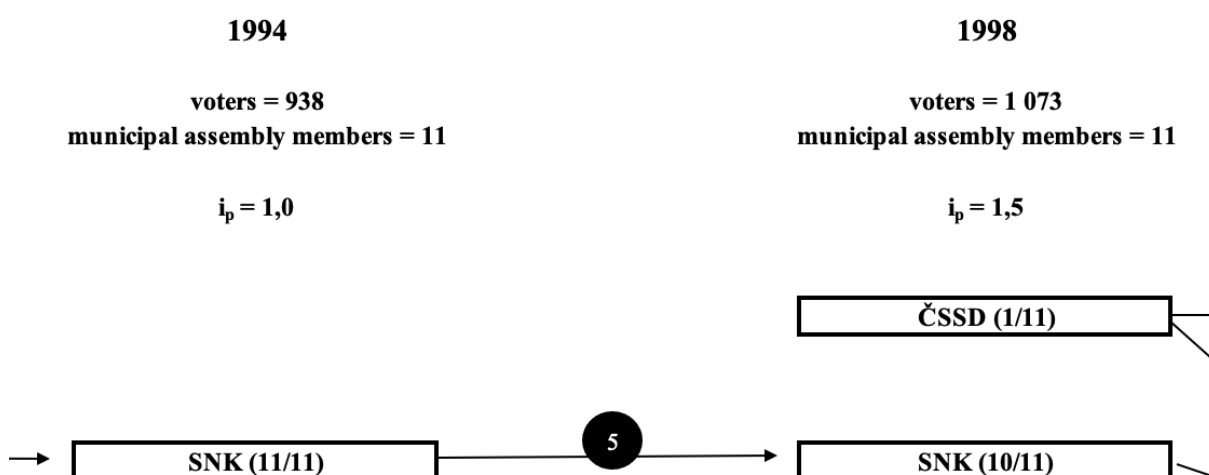 1994
voters = 938
municipal assembly members = 11
ip = 1,0
SNK (11/11)
5
1998
voters = 1 073
municipal assembly members = 11
ip = 1,5
ČSSD (1/11)
SNK (10/11)